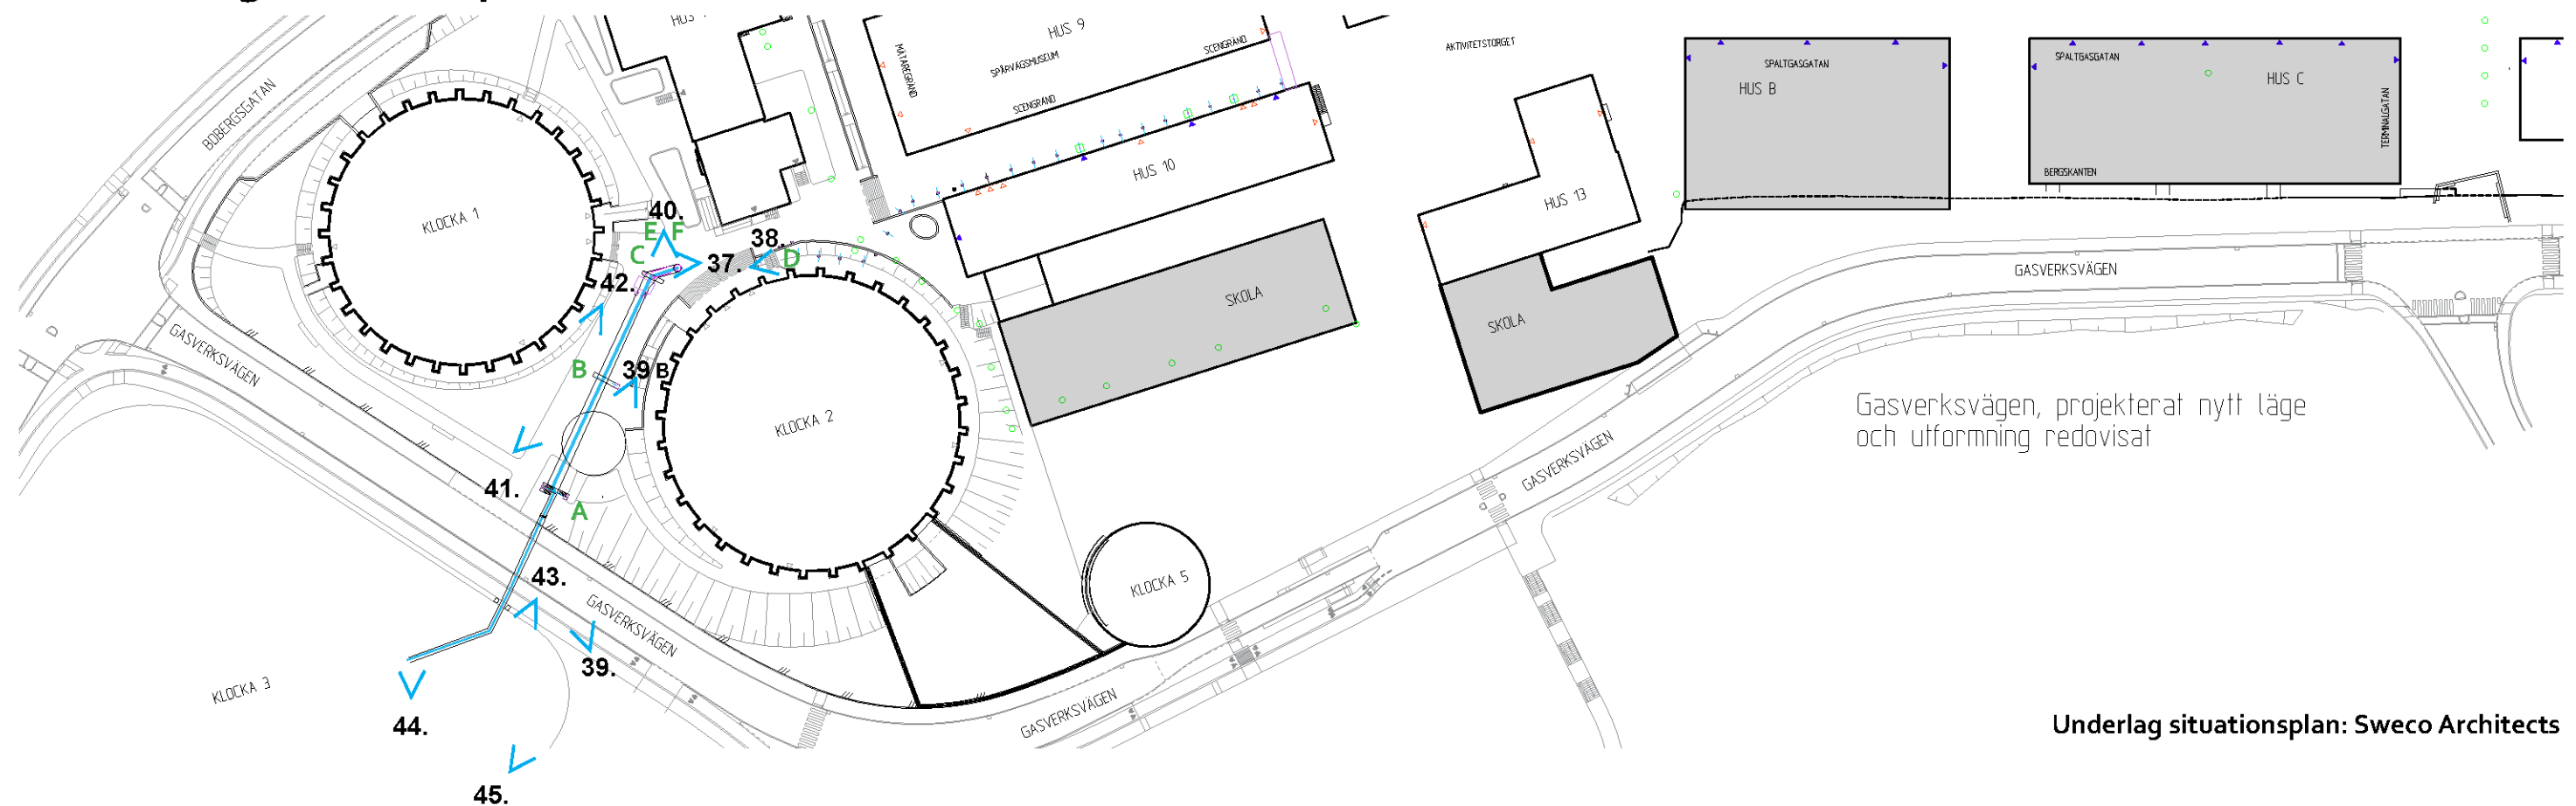 HUS 9
SPÅRVÄGSMUSEUM
MÄTAREGRÄND
SCENGRÄND
SCENGRÄND
AKTIVITETSTORGET
BOBERGSGATAN
HUS 10
HUS 13
SPALTGASGATAN
HUS B
SPALTGASGATAN
HUS C
TERMINALGATAN
BERGSKANTEN
KLOCKA 1
40.
E F
C
38.
D
37.
42.
GASVERKSVÄGEN
SKOLA
SKOLA
GASVERKSVÄGEN
B
39 B
KLOCKA 2
Gasverksvägen, projekterat nytt läge
och utformning redovisat
GASVERKSVÄGEN
41.
A
43.
KLOCKA 5
GASVERKSVÄGEN
39.
KLOCKA 3
44.
GASVERKSVÄGEN
45.
Underlag situationsplan: Sweco Architects